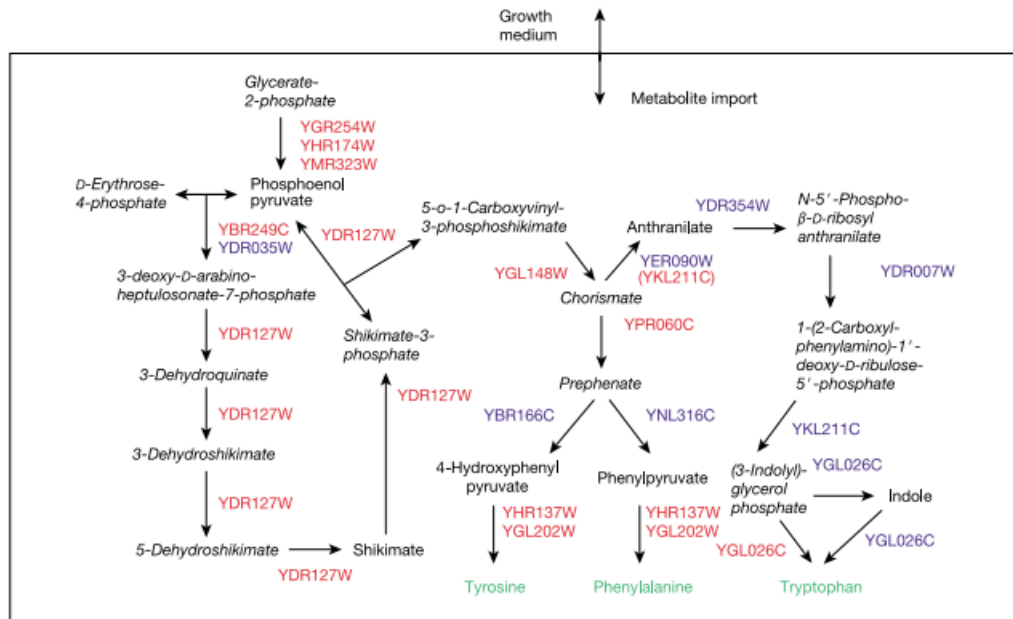 Growth
medium
Metabolite import
Glycerate-
2-phosphate
YGR254W
YHR174W
YMR323W
D-Erythrose-
4-phosphate
Phosphoenol
pyruvate
YBR249C
YDR035W
YDR127W
5-o-1-Carboxyvinyl-
3-phosphoshikimate
YGL148W
Anthranilate
YDR354W
N-5'-Phospho-
β-D-ribosyl
anthranilate
YER090W
(YKL211C)
YDR007W
3-deoxy-D-arabino-
heptulosonate-7-phosphate
Chorismate
YDR127W
Shikimate-3-
phosphate
YPR060C
1-(2-Carboxyl-
phenylamino)-1'-
deoxy-D-ribulose-
5'-phosphate
3-Dehydroquinate
YDR127W
Prephenate
YDR127W
YBR166C
YNL316C
YKL211C
3-Dehydroshikimate
4-Hydroxyphenyl
pyruvate
Phenylpyruvate
(3-Indolyl)-
glycerol
phosphate
YGL026C
Indole
YDR127W
YHR137W
YGL202W
YHR137W
YGL202W
YGL026C
YGL026C
5-Dehydroshikimate
YDR127W
Shikimate
Tyrosine
Phenylalanine
Tryptophan